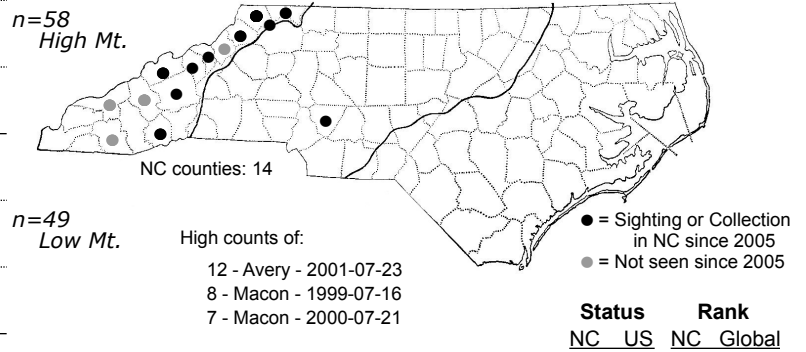 n=58
High Mt.
NC counties: 14
n=49
Low Mt.
High counts of:
12 - Avery - 2001-07-23
8 - Macon - 1999-07-16
7 - Macon - 2000-07-21
= Sighting or Collection
in NC since 2005
= Not seen since 2005
Status Rank
NC US NC Global